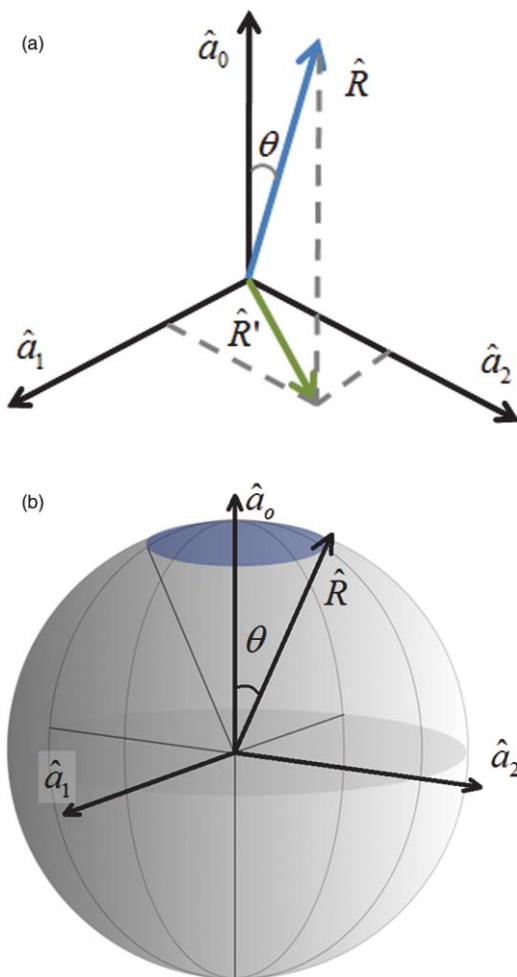 (a)
â₀
R̂
θ
R̂'
â₁
â₂
(b)
âₒ
R̂
θ
â₁
â₂